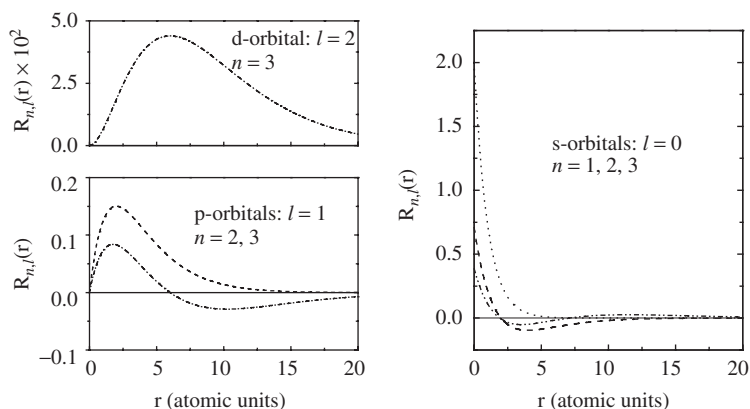 R_{n,l}(r) × 10^2
5.0
2.5
0.0
d-orbital: l = 2
n = 3
R_{n,l}(r)
0.2
0.1
0.0
−0.1
p-orbitals: l = 1
n = 2, 3
0 5 10 15 20
r (atomic units)
R_{n,l}(r)
2.0
1.5
1.0
0.5
0.0
s-orbitals: l = 0
n = 1, 2, 3
0 5 10 15 20
r (atomic units)